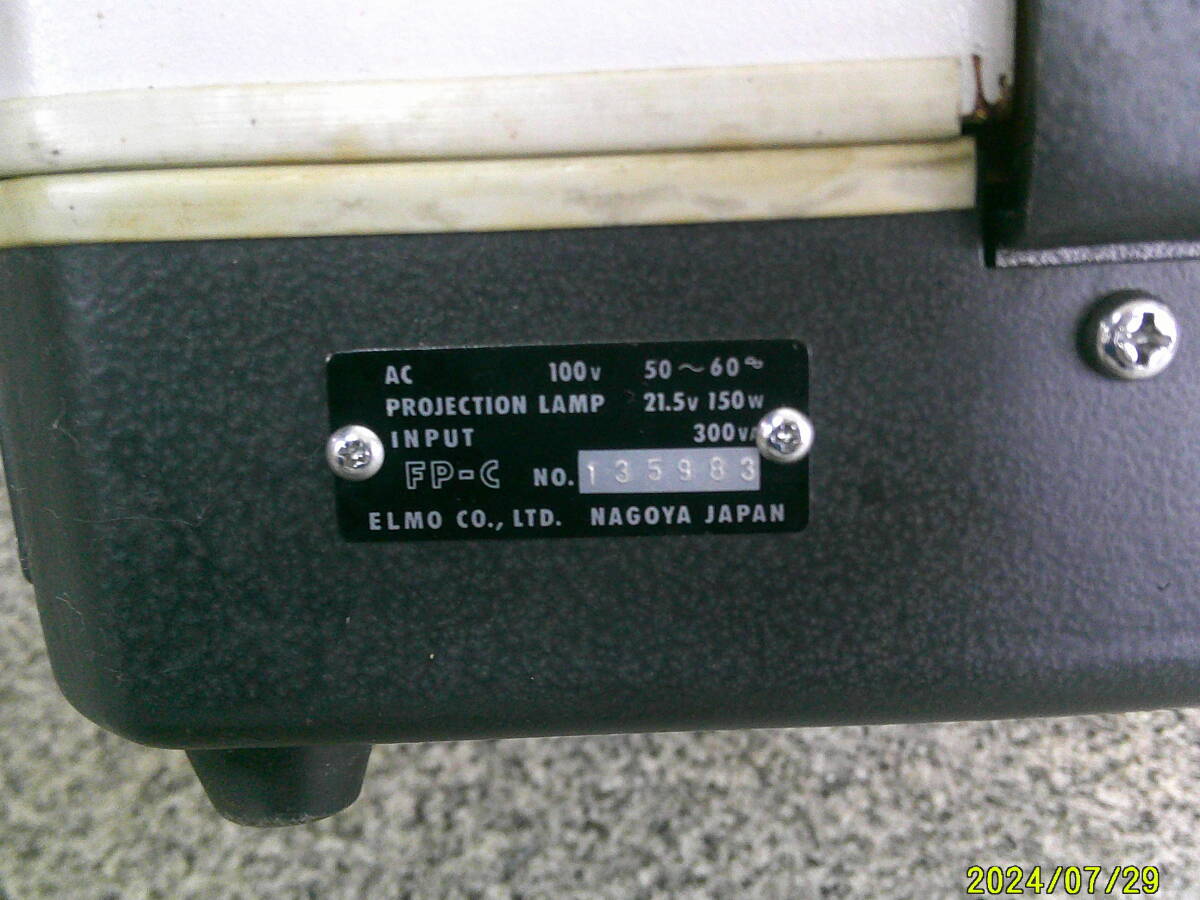 AC 100V 50～60∾
PROJECTION LAMP 21.5V 150W
INPUT 300VA
FP-C NO. 135983
ELMO CO., LTD. NAGOYA JAPAN
2024/07/29